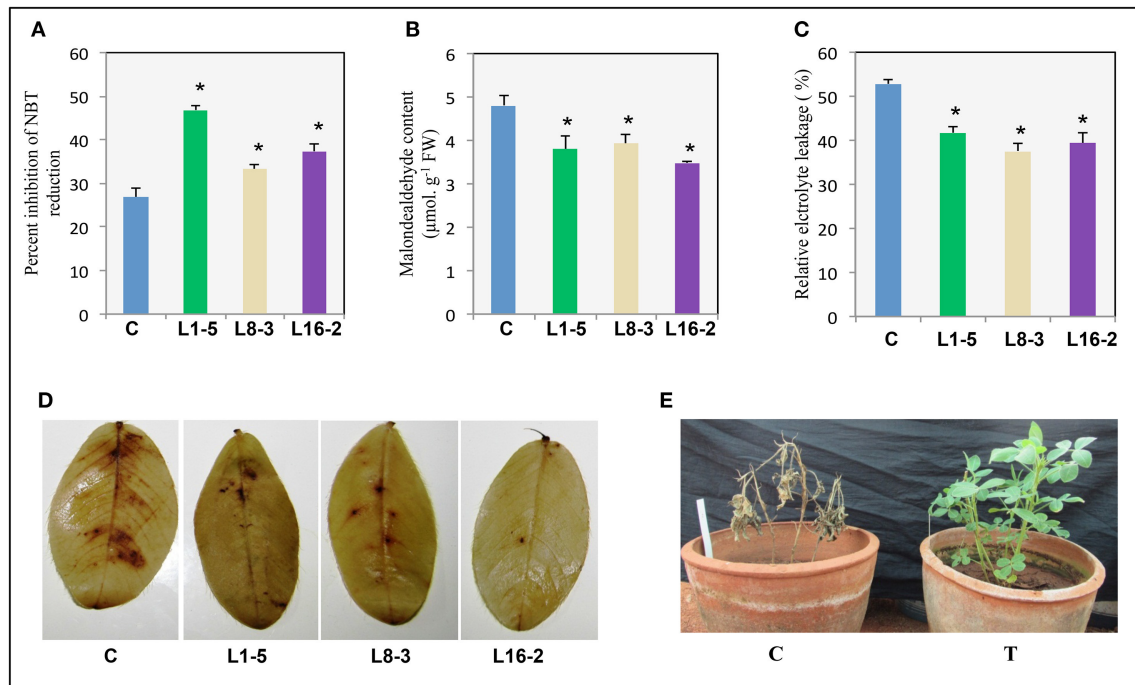 A
Percent inhibition of NBT
reduction
60
50
40
30
20
10
0
*
*
*
C L1-5 L8-3 L16-2
B
Malondealdehyde content
(μmol. g-1 FW)
6
5
4
3
2
1
0
*
*
*
C L1-5 L8-3 L16-2
C
Relative elctrolyte leakage ( %)
60
50
40
30
20
10
0
*
*
*
C L1-5 L8-3 L16-2
D
C L1-5 L8-3 L16-2
E
C T